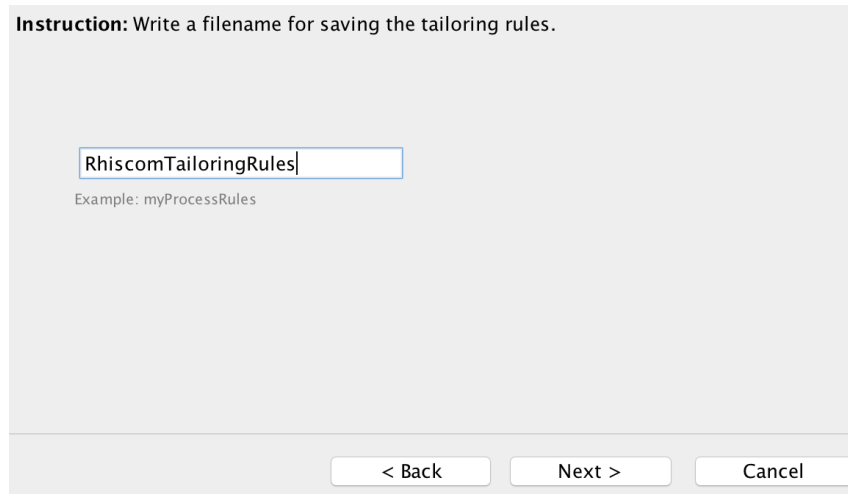 Instruction: Write a filename for saving the tailoring rules.
RhiscomTailoringRules
Example: myProcessRules
< Back Next > Cancel